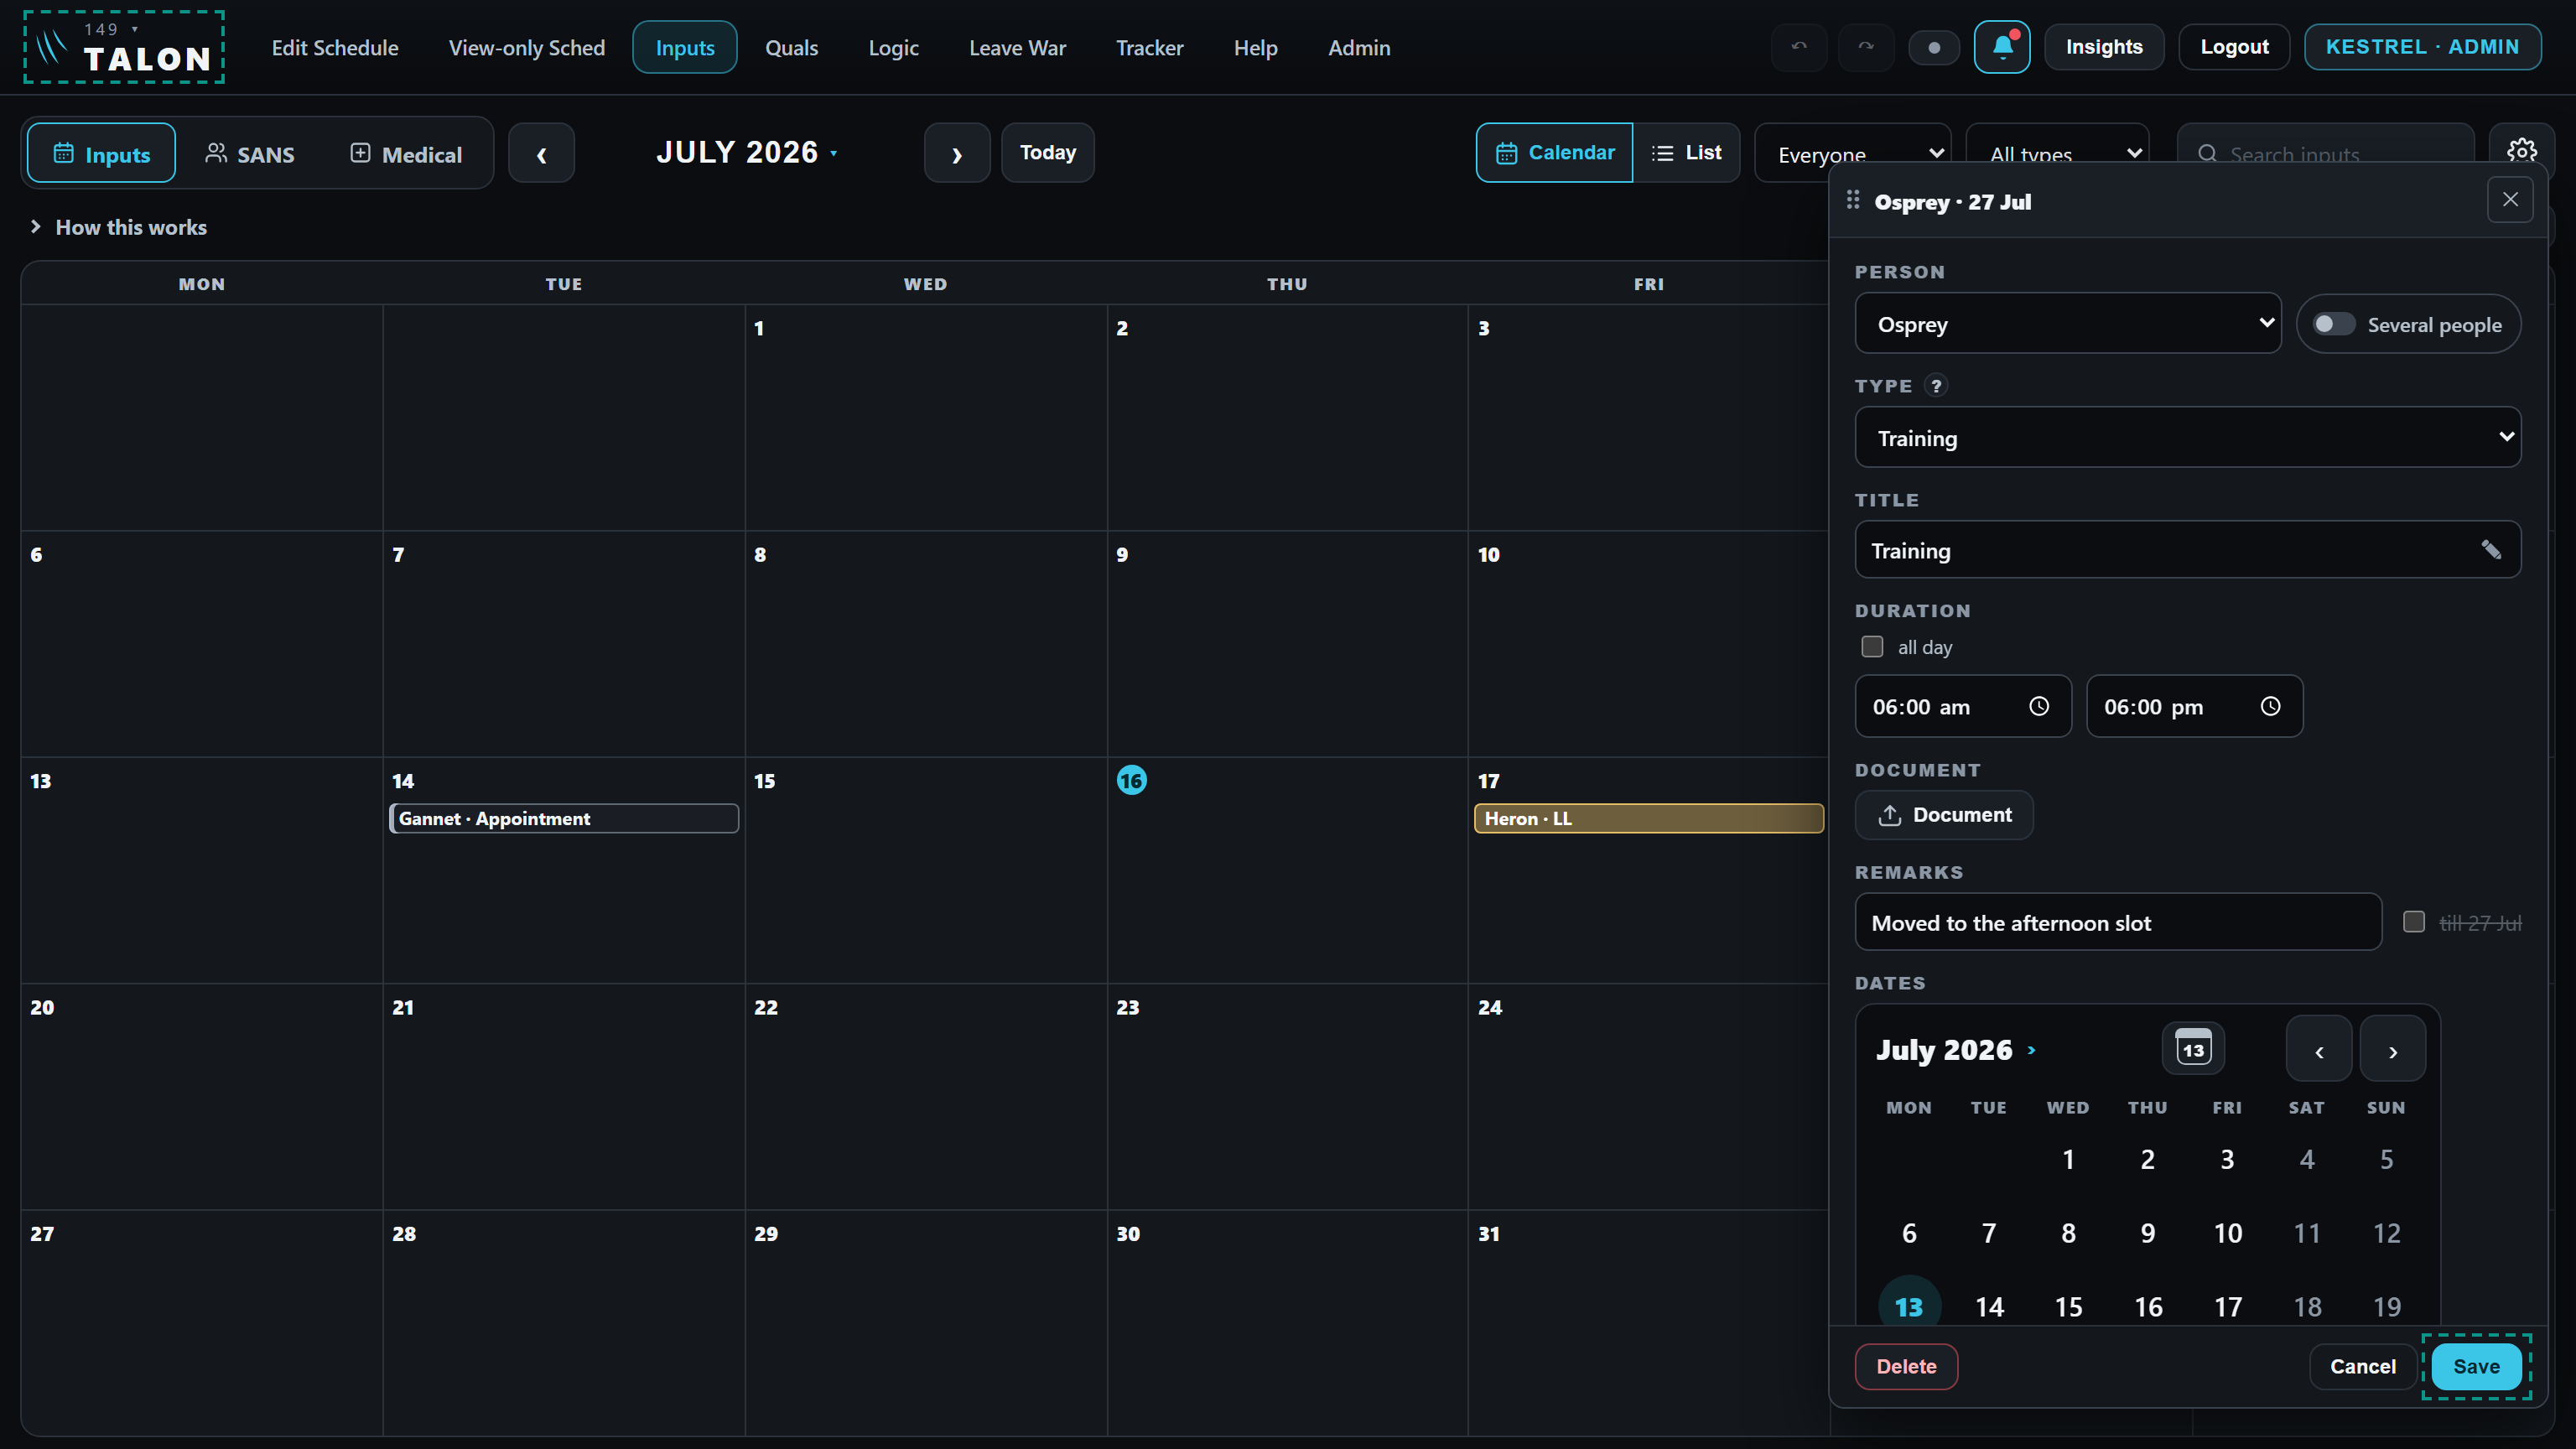 149 ▾
TALON
Edit Schedule
View-only Sched
Inputs
Quals
Logic
Leave War
Tracker
Help
Admin
Insights
Logout
KESTREL · ADMIN
Inputs
SANS
Medical
‹
JULY 2026 ▾
›
Today
Calendar
List
Everyone
All types
Search inputs
How this works
MON TUE WED THU FRI
1 2 3
6 7 8 9 10
13 14 15 16 17
Gannet · Appointment
Heron · LL
20 21 22 23 24
27 28 29 30 31
Osprey · 27 Jul
PERSON
Osprey
Several people
TYPE ?
Training
TITLE
Training
DURATION
all day
06:00 am
06:00 pm
DOCUMENT
Document
REMARKS
Moved to the afternoon slot
till 27 Jul
DATES
July 2026 ›
13
‹ ›
MON TUE WED THU FRI SAT SUN
1 2 3 4 5
6 7 8 9 10 11 12
13 14 15 16 17 18 19
Delete
Cancel
Save